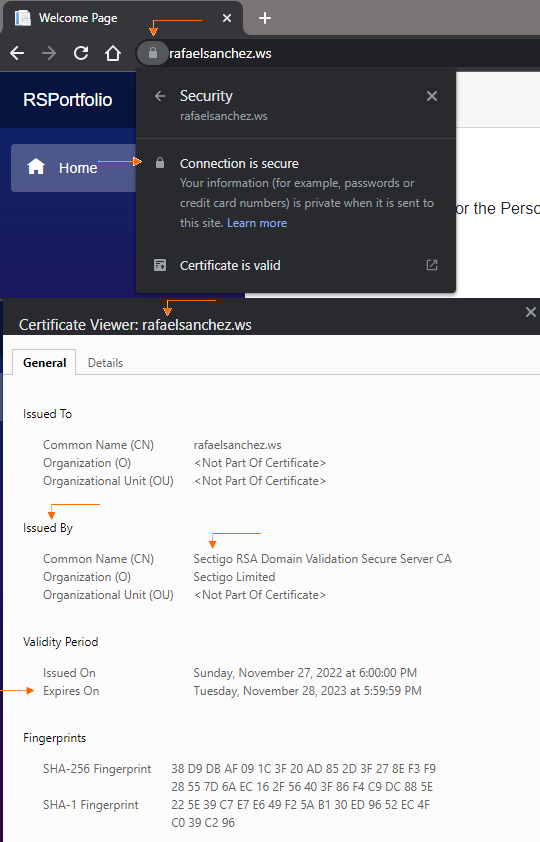 Welcome Page
rafaelsanchez.ws
RSPortfolio
Security
rafaelsanchez.ws
Home
Connection is secure
Your information (for example, passwords or
credit card numbers) is private when it is sent to
this site. Learn more
or the Perso
Certificate is valid
Certificate Viewer: rafaelsanchez.ws
General Details
Issued To
Common Name (CN) rafaelsanchez.ws
Organization (O) <Not Part Of Certificate>
Organizational Unit (OU) <Not Part Of Certificate>
Issued By
Common Name (CN) Sectigo RSA Domain Validation Secure Server CA
Organization (O) Sectigo Limited
Organizational Unit (OU) <Not Part Of Certificate>
Validity Period
Issued On Sunday, November 27, 2022 at 6:00:00 PM
Expires On Tuesday, November 28, 2023 at 5:59:59 PM
Fingerprints
SHA-256 Fingerprint 38 D9 DB AF 09 1C 3F 20 AD 85 2D 3F 27 8E F3 F9
28 55 7D 6A EC 16 2F 56 40 3F 86 F4 C9 DC 88 5E
SHA-1 Fingerprint 22 5E 39 C7 E7 E6 49 F2 5A B1 30 ED 96 52 EC 4F
C0 39 C2 96